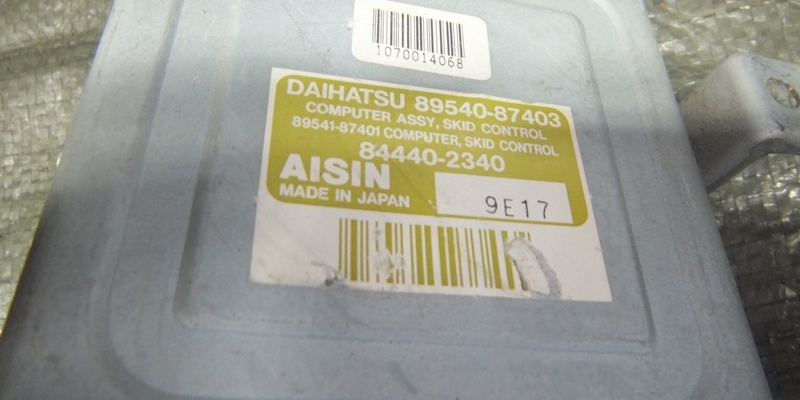 1070014068
DAIHATSU 89540-87403
COMPUTER ASSY, SKID CONTROL
89541-87401 COMPUTER, SKID CONTROL
84440-2340
AISIN
MADE IN JAPAN
9E17